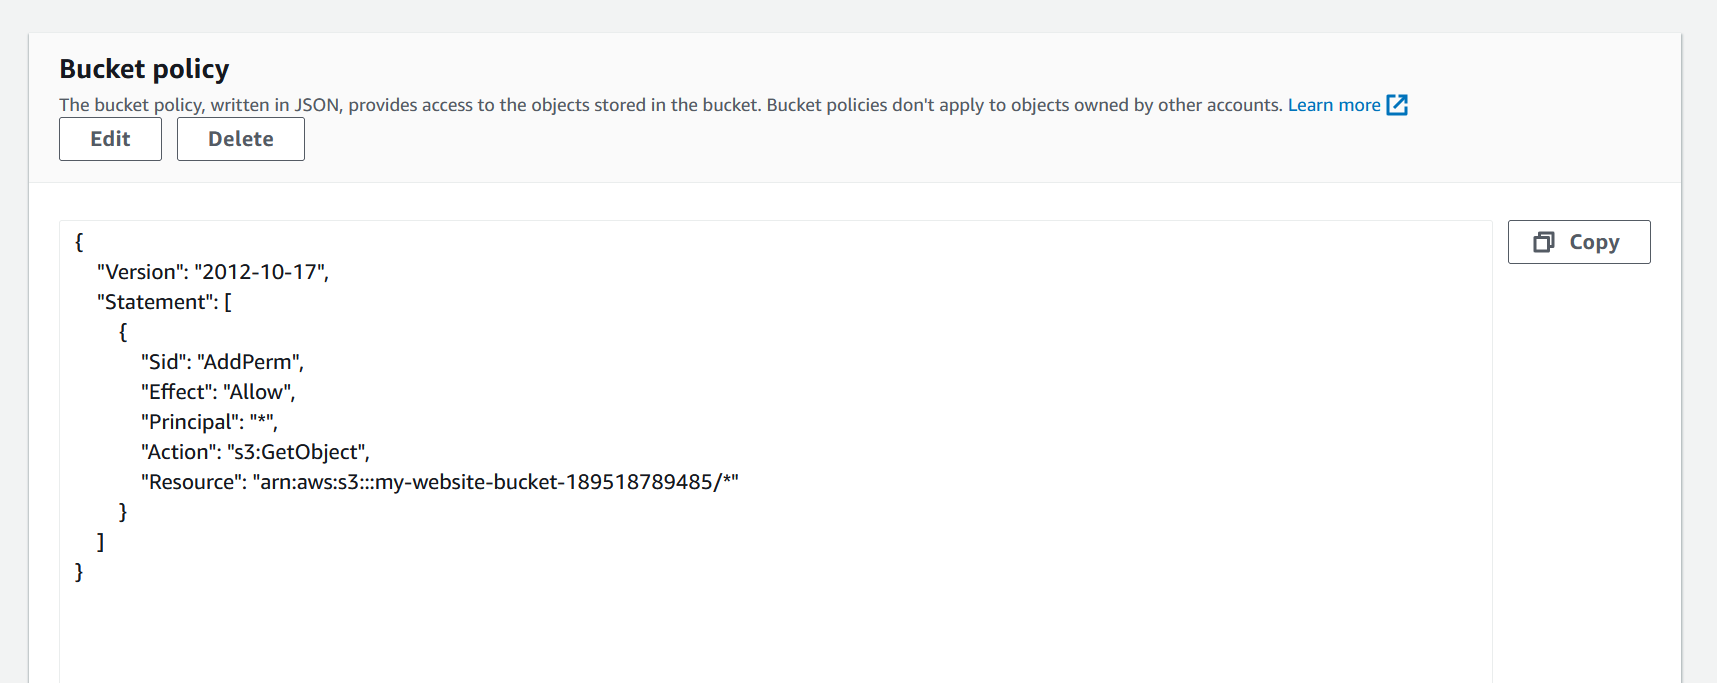 Bucket policy
The bucket policy, written in JSON, provides access to the objects stored in the bucket. Bucket policies don't apply to objects owned by other accounts. Learn more
Edit Delete
Copy
{
"Version": "2012-10-17",
"Statement": [
{
"Sid": "AddPerm",
"Effect": "Allow",
"Principal": "*",
"Action": "s3:GetObject",
"Resource": "arn:aws:s3:::my-website-bucket-189518789485/*"
}
]
}